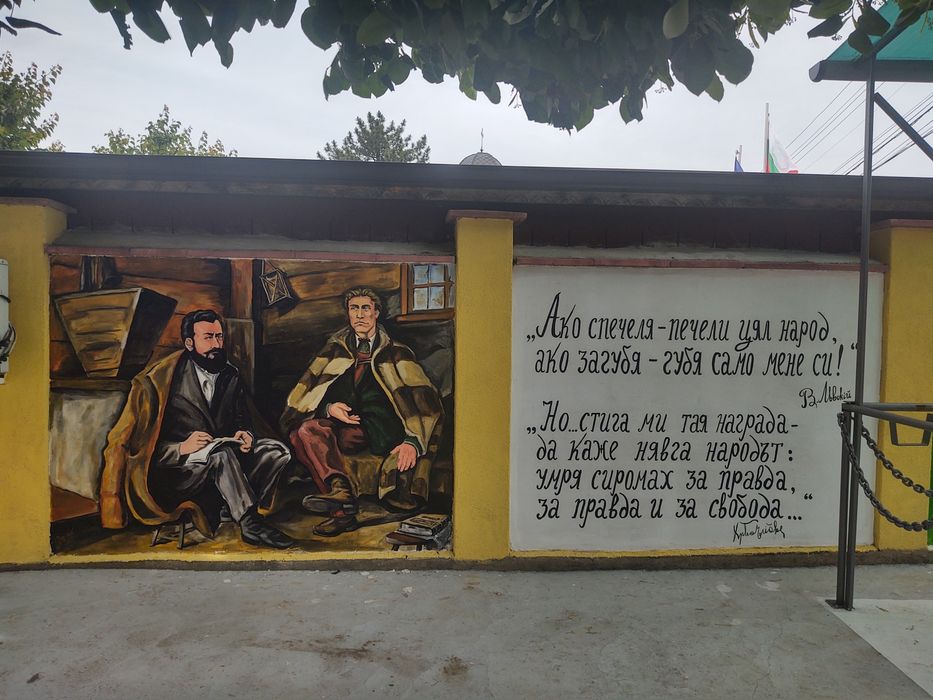 „Ако спечеля-печели цял народ,
ако загубя-губя само мене си!“
В. Лѣвскій
„Но...стига ми тая награда-
да каже нявга народът:
умря сиромах за правда,
за правда и за свобода...“